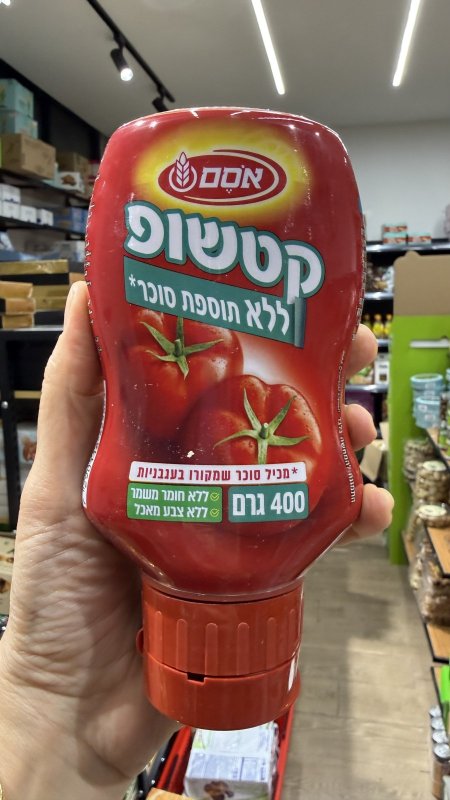 אסם
קטשופ
ללא תוספת סוכר*
*מכיל סוכר שמקורו בעגבניות
400 גרם
ללא חומר משמר
ללא צבע מאכל